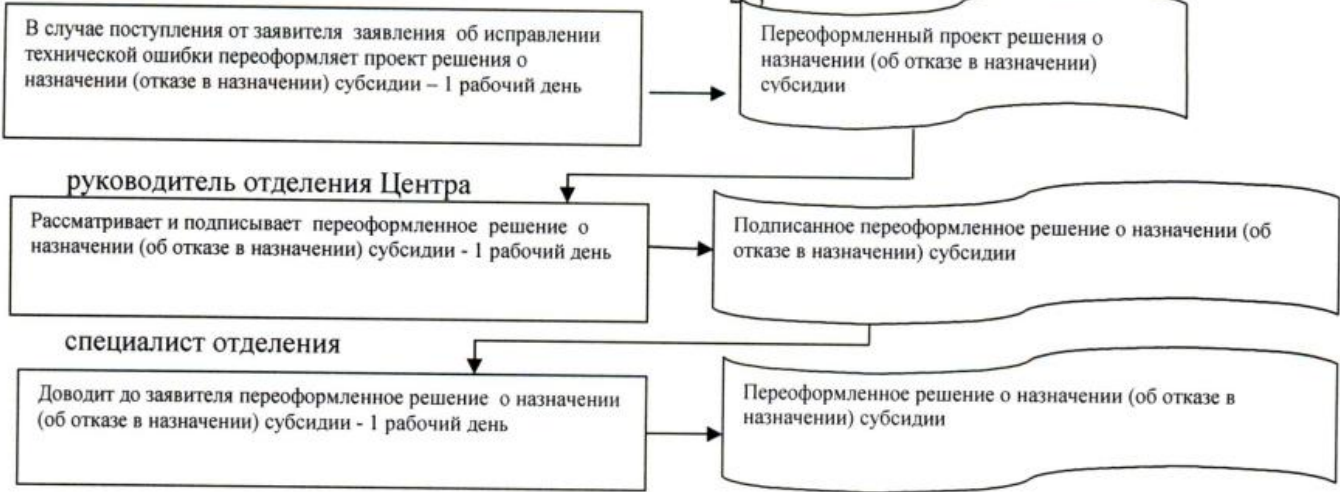 В случае поступления от заявителя заявления об исправлении
технической ошибки переоформляет проект решения о
назначении (отказе в назначении) субсидии – 1 рабочий день
Переоформленный проект решения о
назначении (об отказе в назначении)
субсидии
руководитель отделения Центра
Рассматривает и подписывает переоформленное решение о
назначении (об отказе в назначении) субсидии - 1 рабочий день
Подписанное переоформленное решение о назначении (об
отказе в назначении) субсидии
специалист отделения
Доводит до заявителя переоформленное решение о назначении
(об отказе в назначении) субсидии - 1 рабочий день
Переоформленное решение о назначении (об отказе в
назначении) субсидии